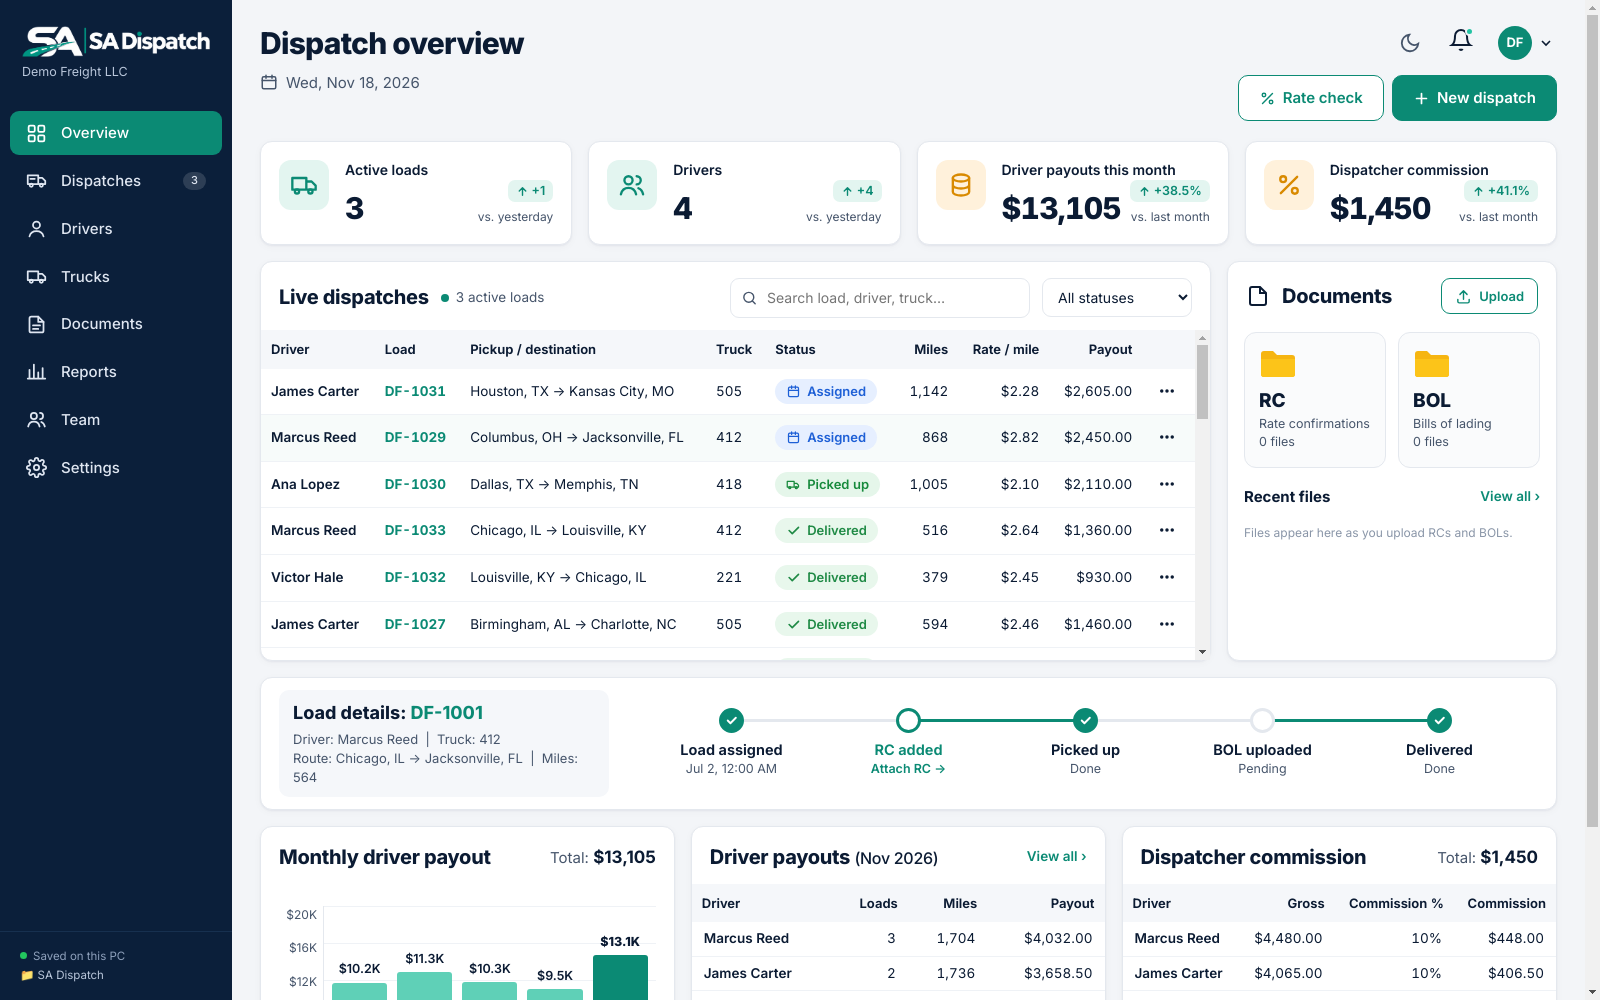 SA | SA Dispatch
Demo Freight LLC
Overview
Dispatches 3
Drivers
Trucks
Documents
Reports
Team
Settings
Saved on this PC
SA Dispatch
Dispatch overview
Wed, Nov 18, 2026
DF
Rate check
New dispatch
Active loads
3
↑ +1
vs. yesterday
Drivers
4
↑ +4
vs. yesterday
Driver payouts this month
$13,105
↑ +38.5%
vs. last month
Dispatcher commission
$1,450
↑ +41.1%
vs. last month
Live dispatches 3 active loads
Search load, driver, truck...
All statuses
Driver Load Pickup / destination Truck Status Miles Rate / mile Payout
James Carter DF-1031 Houston, TX → Kansas City, MO 505 Assigned 1,142 $2.28 $2,605.00 •••
Marcus Reed DF-1029 Columbus, OH → Jacksonville, FL 412 Assigned 868 $2.82 $2,450.00 •••
Ana Lopez DF-1030 Dallas, TX → Memphis, TN 418 Picked up 1,005 $2.10 $2,110.00 •••
Marcus Reed DF-1033 Chicago, IL → Louisville, KY 412 Delivered 516 $2.64 $1,360.00 •••
Victor Hale DF-1032 Louisville, KY → Chicago, IL 221 Delivered 379 $2.45 $930.00 •••
James Carter DF-1027 Birmingham, AL → Charlotte, NC 505 Delivered 594 $2.46 $1,460.00 •••
Documents
Upload
RC
Rate confirmations
0 files
BOL
Bills of lading
0 files
Recent files View all ›
Files appear here as you upload RCs and BOLs.
Load details: DF-1001
Driver: Marcus Reed | Truck: 412
Route: Chicago, IL → Jacksonville, FL | Miles:
564
Load assigned
Jul 2, 12:00 AM
RC added
Attach RC →
Picked up
Done
BOL uploaded
Pending
Delivered
Done
Monthly driver payout Total: $13,105
$20K
$16K
$12K
$10.2K
$11.3K
$10.3K
$9.5K
$13.1K
Driver payouts (Nov 2026) View all ›
Driver Loads Miles Payout
Marcus Reed 3 1,704 $4,032.00
James Carter 2 1,736 $3,658.50
Dispatcher commission Total: $1,450
Driver Gross Commission % Commission
Marcus Reed $4,480.00 10% $448.00
James Carter $4,065.00 10% $406.50